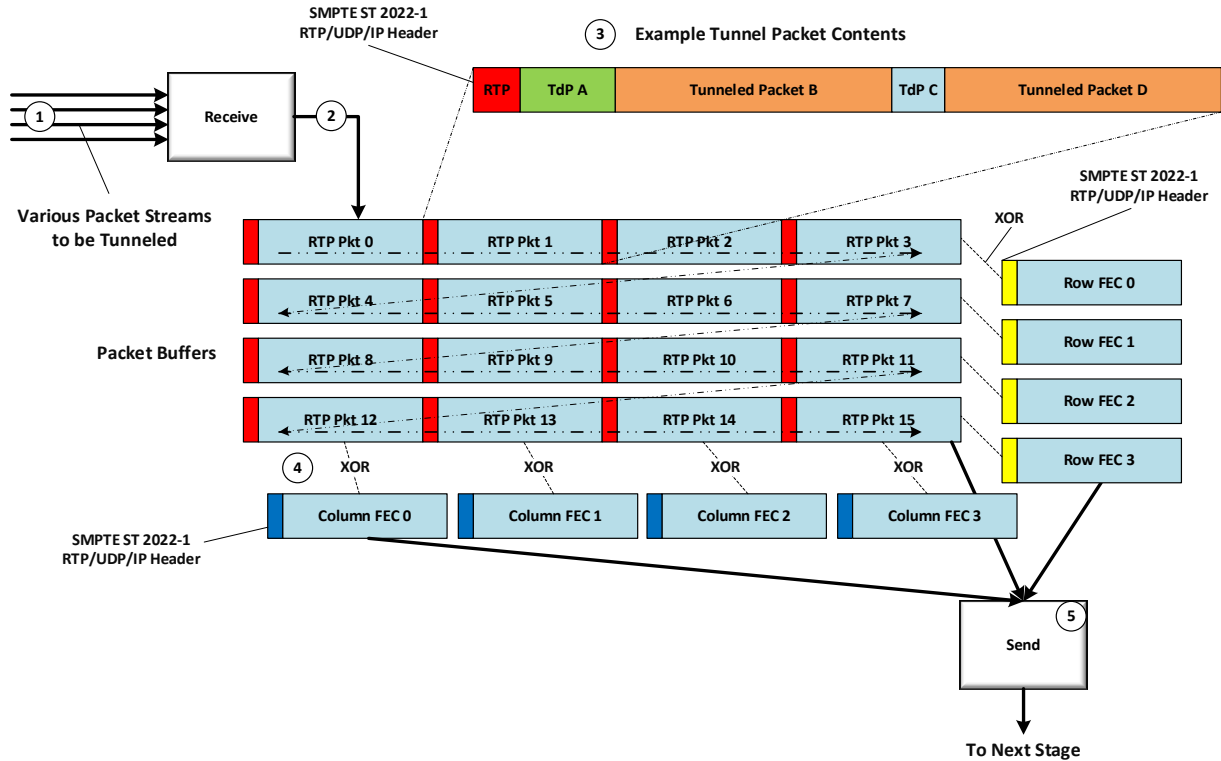 SMPTE ST 2022-1
RTP/UDP/IP Header
3 Example Tunnel Packet Contents
RTP TdP A Tunneled Packet B TdP C Tunneled Packet D
1 Receive 2
SMPTE ST 2022-1
RTP/UDP/IP Header
Various Packet Streams
to be Tunneled
XOR
RTP Pkt 0 RTP Pkt 1 RTP Pkt 2 RTP Pkt 3
Row FEC 0
RTP Pkt 4 RTP Pkt 5 RTP Pkt 6 RTP Pkt 7
Row FEC 1
Packet Buffers
RTP Pkt 8 RTP Pkt 9 RTP Pkt 10 RTP Pkt 11
Row FEC 2
RTP Pkt 12 RTP Pkt 13 RTP Pkt 14 RTP Pkt 15
Row FEC 3
4 XOR XOR XOR XOR
Column FEC 0 Column FEC 1 Column FEC 2 Column FEC 3
SMPTE ST 2022-1
RTP/UDP/IP Header
5
Send
To Next Stage